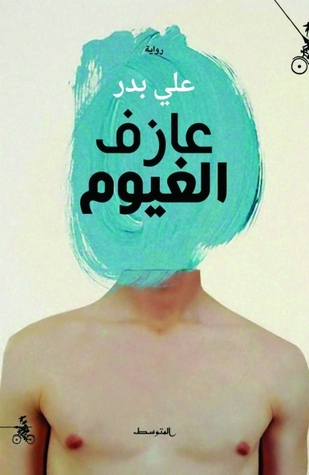 رواية
علي بدر
عازف
الغيوم
المتوسط